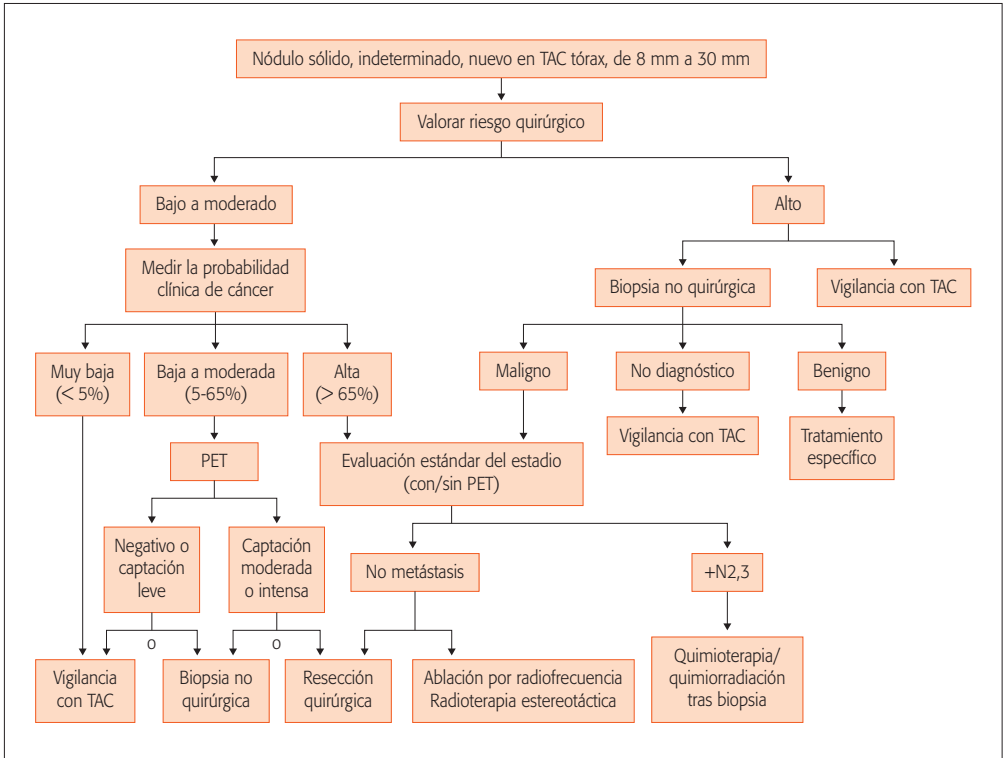 Nódulo sólido, indeterminado, nuevo en TAC tórax, de 8 mm a 30 mm
Valorar riesgo quirúrgico
Bajo a moderado
Alto
Medir la probabilidad
clínica de cáncer
Biopsia no quirúrgica
Vigilancia con TAC
Muy baja
(< 5%)
Baja a moderada
(5-65%)
Alta
(> 65%)
Maligno
No diagnóstico
Benigno
Vigilancia con TAC
Tratamiento
específico
PET
Evaluación estándar del estadio
(con/sin PET)
Negativo o
captación
leve
Captación
moderada
o intensa
No metástasis
+N2,3
o
o
Vigilancia
con TAC
Biopsia no
quirúrgica
Resección
quirúrgica
Ablación por radiofrecuencia
Radioterapia estereotáctica
Quimioterapia/
quimiorradiación
tras biopsia